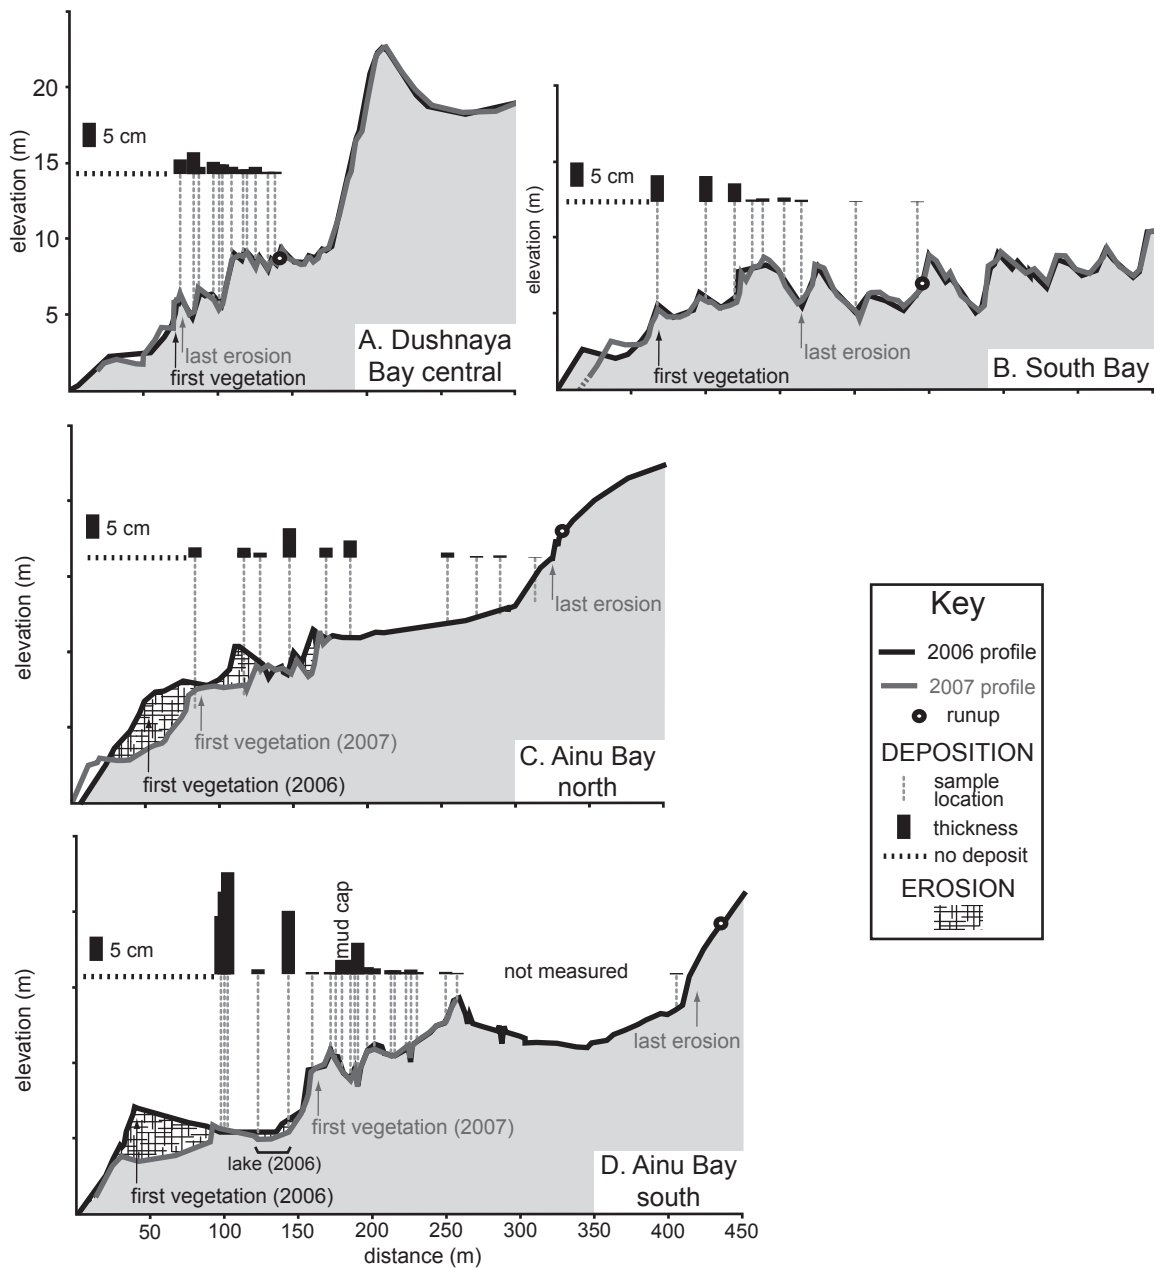 elevation (m)
20
15
10
5
5 cm
last erosion
first vegetation
A. Dushnaya
Bay central
elevation (m)
5 cm
last erosion
first vegetation
B. South Bay
elevation (m)
5 cm
last erosion
first vegetation (2007)
first vegetation (2006)
C. Ainu Bay
north
Key
2006 profile
2007 profile
runup
DEPOSITION
sample
location
thickness
no deposit
EROSION
elevation (m)
5 cm
mud cap
not measured
last erosion
first vegetation (2007)
lake (2006)
first vegetation (2006)
D. Ainu Bay
south
50 100 150 200 250 300 350 400 450
distance (m)